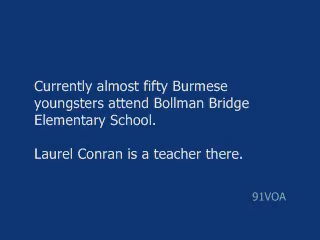 Currently almost fifty Burmese
youngsters attend Bollman Bridge
Elementary School.
Laurel Conran is a teacher there.
91VOA